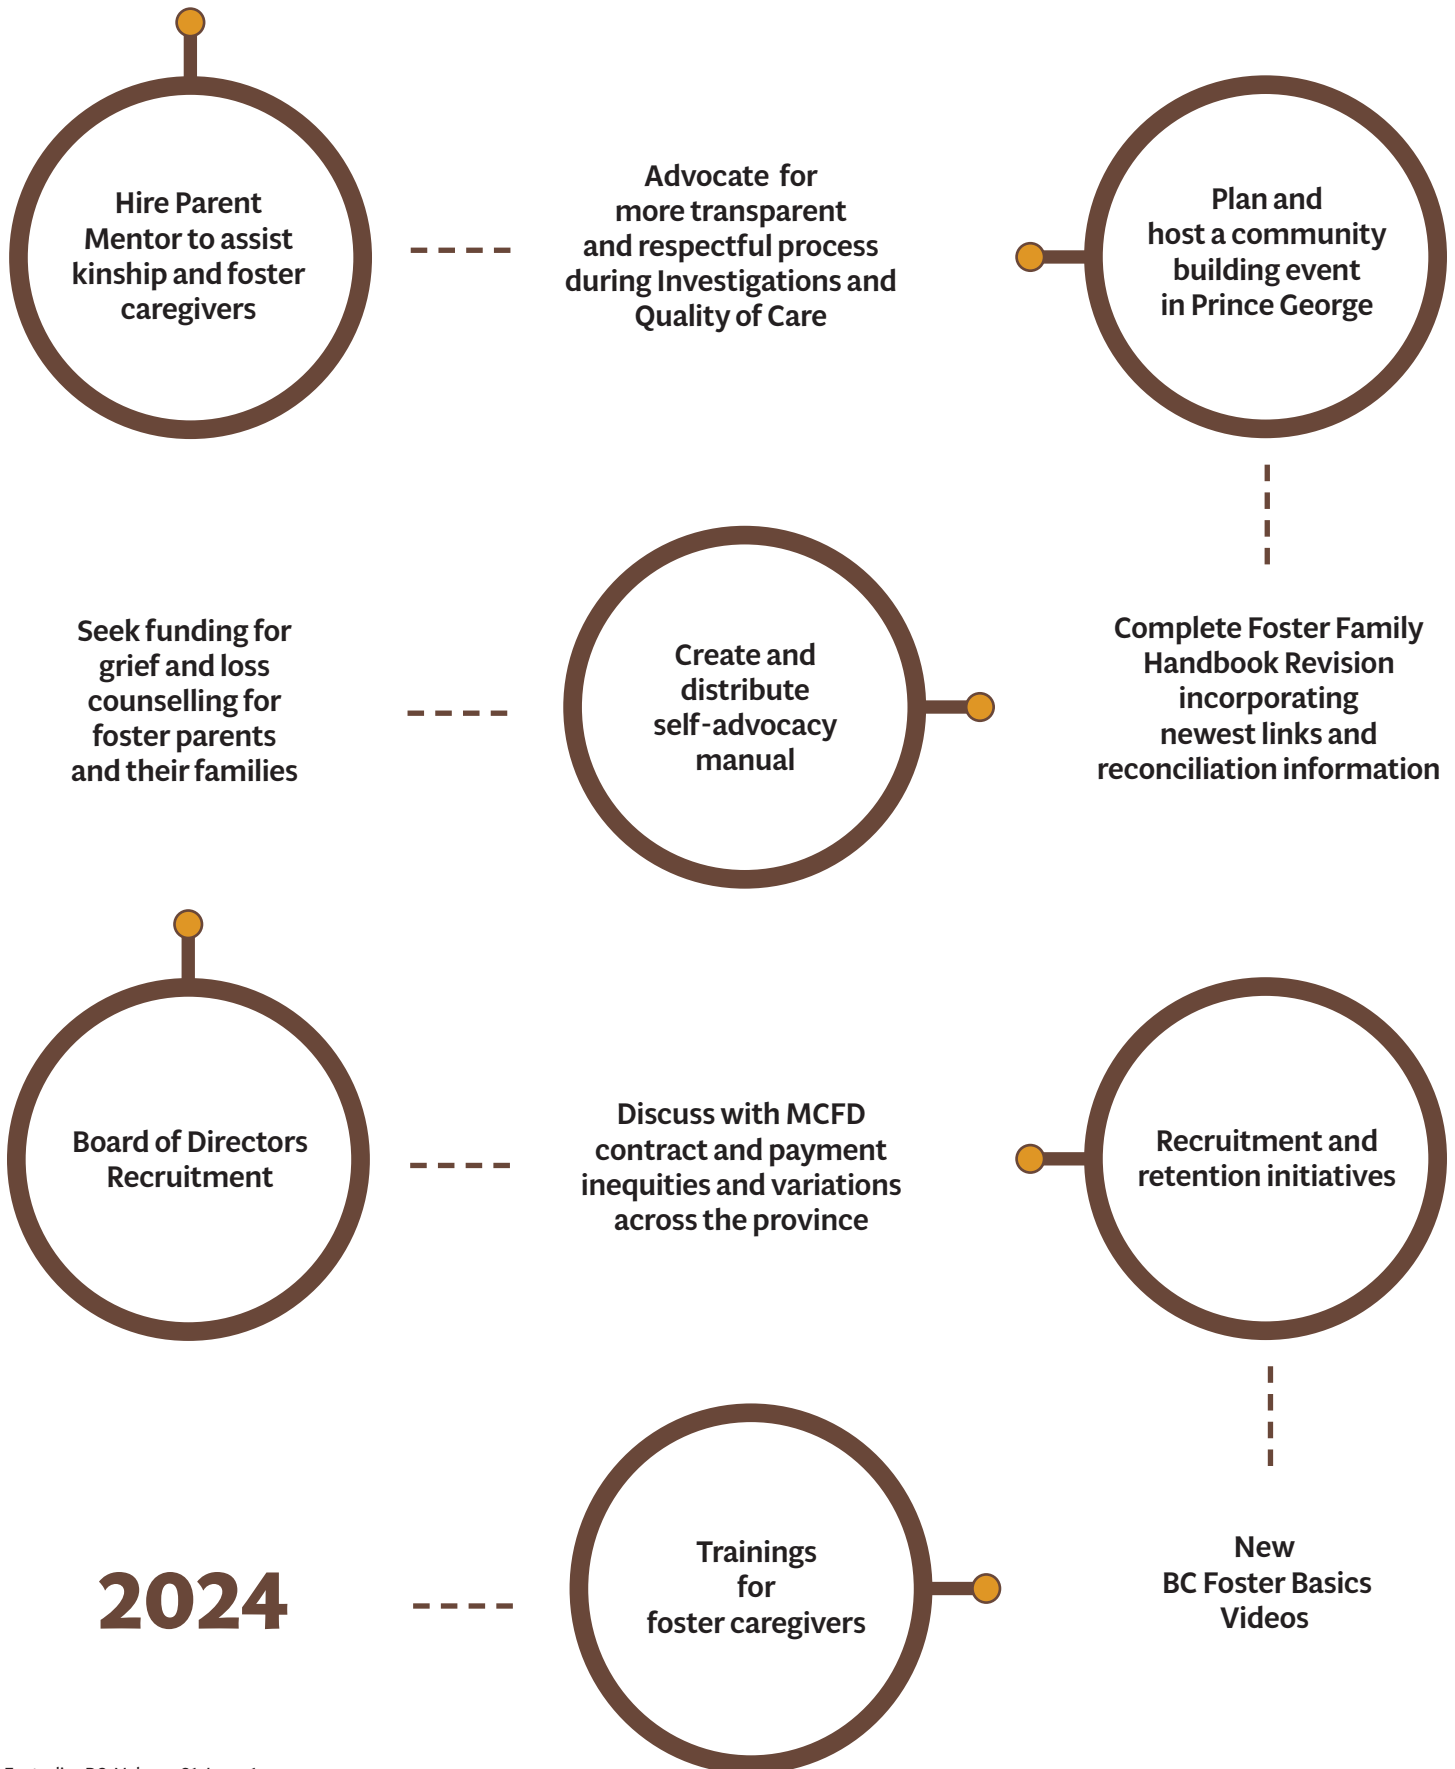 Hire Parent
Mentor to assist
kinship and foster
caregivers
Advocate for
more transparent
and respectful process
during Investigations and
Quality of Care
Plan and
host a community
building event
in Prince George
Seek funding for
grief and loss
counselling for
foster parents
and their families
Create and
distribute
self-advocacy
manual
Complete Foster Family
Handbook Revision
incorporating
newest links and
reconciliation information
Board of Directors
Recruitment
Discuss with MCFD
contract and payment
inequities and variations
across the province
Recruitment and
retention initiatives
2024
Trainings
for
foster caregivers
New
BC Foster Basics
Videos